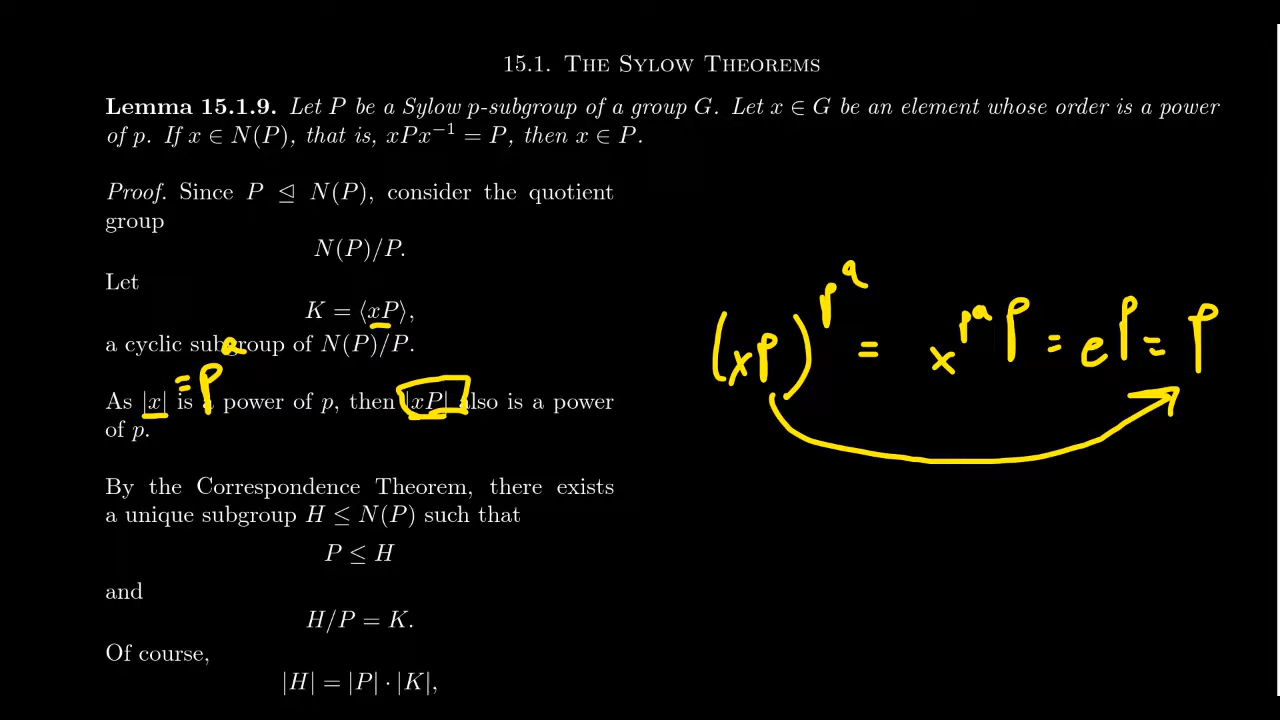 15.1. The Sylow Theorems
Lemma 15.1.9. Let P be a Sylow p-subgroup of a group G. Let x ∈ G be an element whose order is a power
of p. If x ∈ N(P), that is, xPx⁻¹ = P, then x ∈ P.
Proof. Since P ⊴ N(P), consider the quotient
group
N(P)/P.
Let
K = ⟨xP⟩,
a cyclic subgroup of N(P)/P.
= p^a
As |x| is a power of p, then |xP| also is a power
of p.
(xP)^{p^a} = x^{p^a} P = eP = P
By the Correspondence Theorem, there exists
a unique subgroup H ≤ N(P) such that
P ≤ H
and
H/P = K.
Of course,
|H| = |P| · |K|,